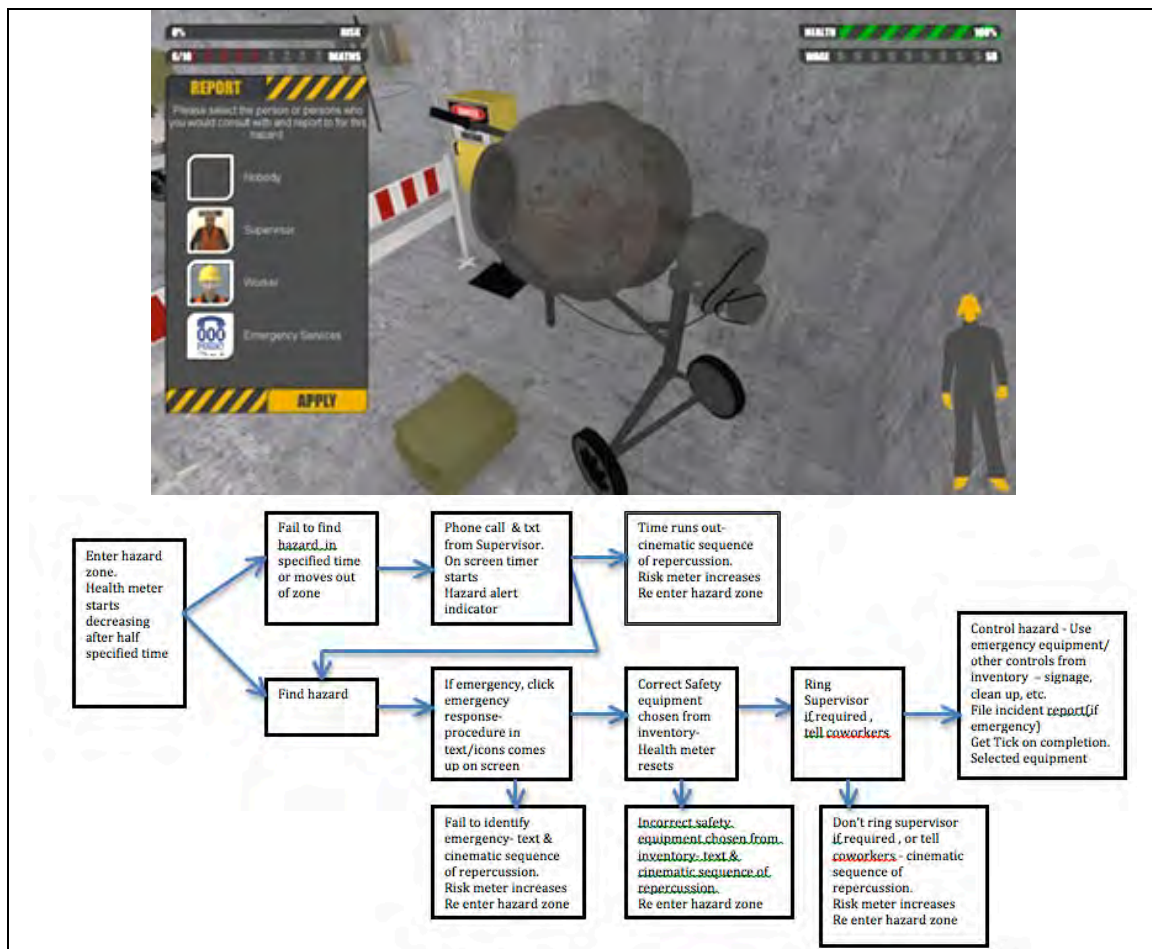 0%
RISK
HEALTH
100%
6/10
DEATHS
WAGE
$0
REPORT
Please select the person or persons who
you would consult with and report to for this
hazard
Nobody
Supervisor
Worker
000
Emergency Services
APPLY
Enter hazard
zone.
Health meter
starts
decreasing
after half
specified time
Fail to find
hazard in
specified time
or moves out
of zone
Phone call & txt
from Supervisor.
On screen timer
starts
Hazard alert
indicator
Time runs out-
cinematic sequence
of repercussion.
Risk meter increases
Re enter hazard zone
Find hazard
If emergency, click
emergency
response-
procedure in
text/icons comes
up on screen
Correct Safety
equipment
chosen from
inventory-
Health meter
resets
Ring
Supervisor
if required ,
tell coworkers
Control hazard - Use
emergency equipment/
other controls from
inventory – signage,
clean up, etc.
File incident report(if
emergency)
Get Tick on completion.
Selected equipment
Fail to identify
emergency- text &
cinematic sequence
of repercussion.
Risk meter increases
Re enter hazard zone
Incorrect safety
equipment chosen from
inventory- text &
cinematic sequence of
repercussion.
Re enter hazard zone
Don't ring supervisor
if required , or tell
coworkers - cinematic
sequence of
repercussion.
Risk meter increases
Re enter hazard zone